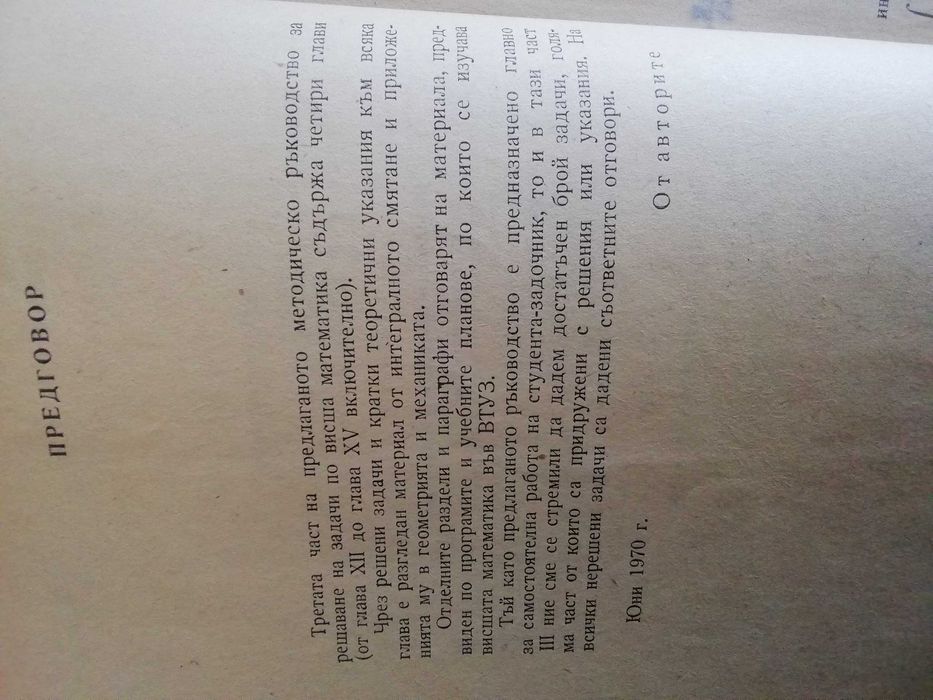 ПРЕДГОВОР
Третата част на предлаганото методическо ръководство за
решаване на задачи по висша математика съдържа четири глави
(от глава XII до глава XV включително).
Чрез решени задачи и кратки теоретични указания към всяка
глава е разгледан материал от интегралното смятане и приложе-
нията му в геометрията и механиката.
Отделните раздели и параграфи отговарят на материала, пред-
виден по програмите и учебните планове, по които се изучава
висшата математика във ВТУЗ.
Тъй като предлаганото ръководство е предназначено главно
за самостоятелна работа на студента-задочник, то и в тази част
III ние сме се стремили да дадем достатъчен брой задачи, голя-
ма част от които са придружени с решения или указания. На
всички нерешени задачи са дадени съответните отговори.
Юни 1970 г.
От авторите
ин